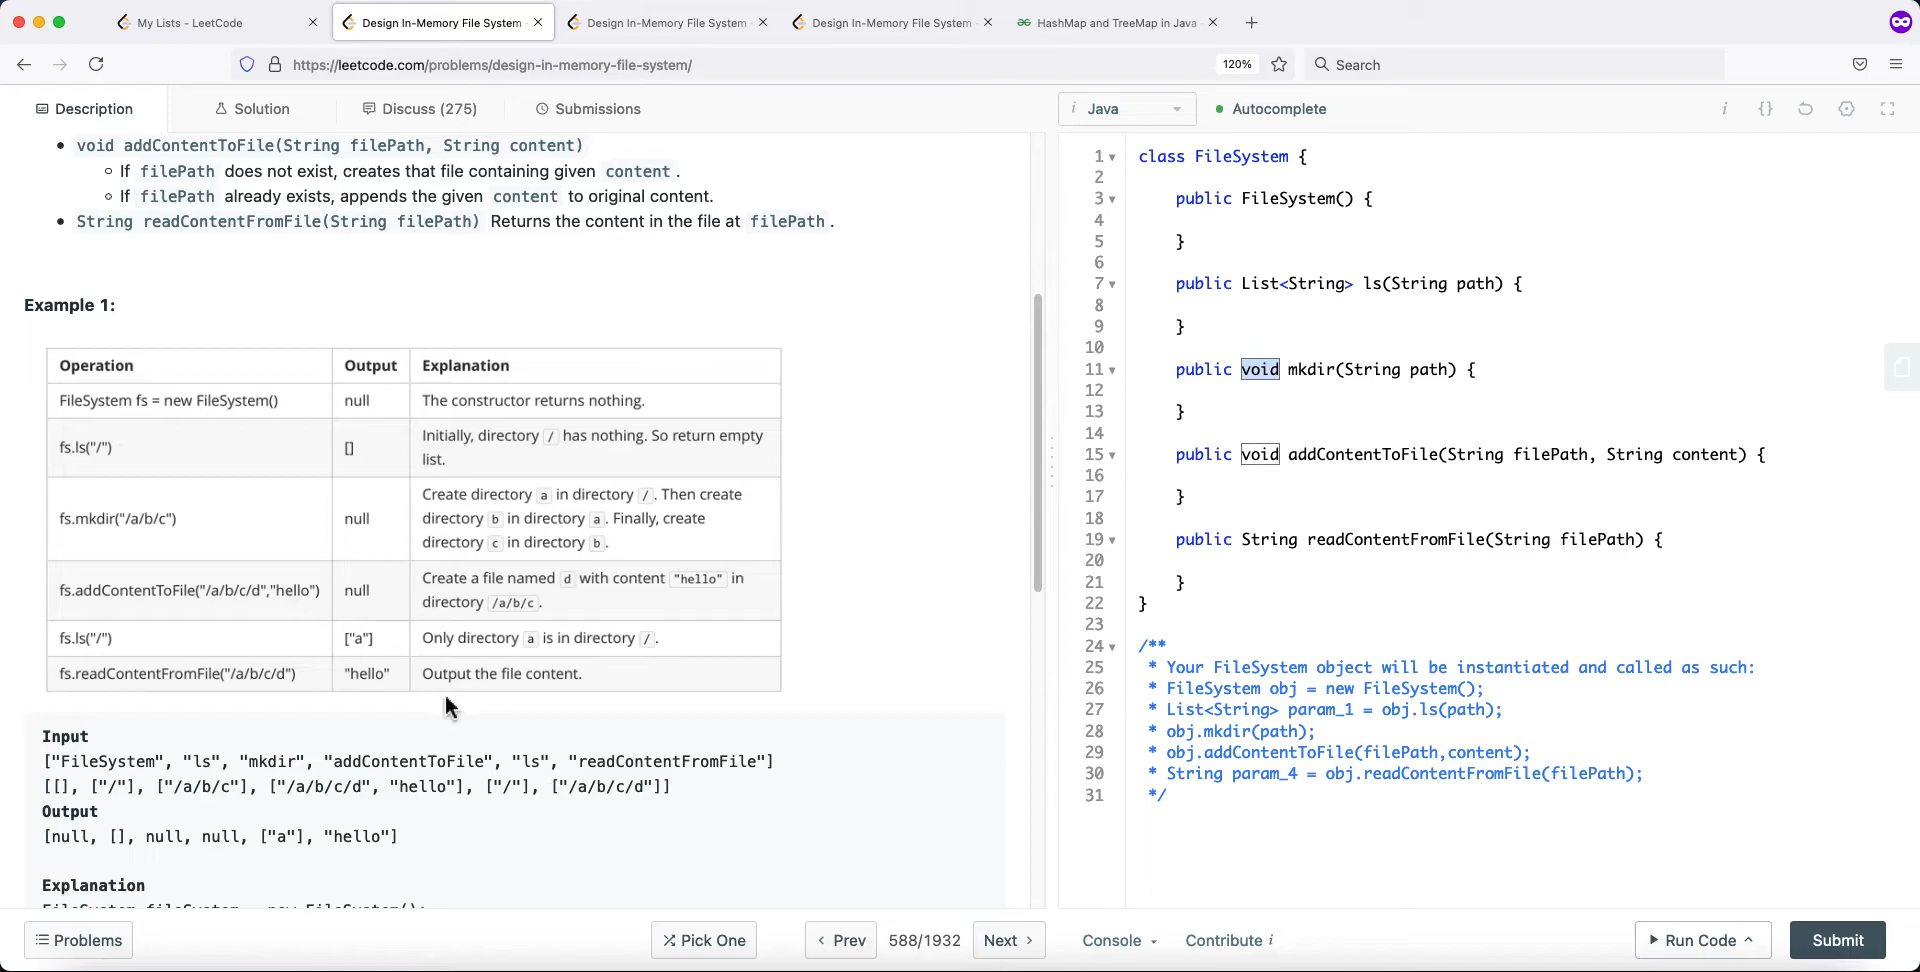 My Lists - LeetCode
Design In-Memory File System
Design In-Memory File System
Design In-Memory File System
HashMap and TreeMap in Java
https://leetcode.com/problems/design-in-memory-file-system/
120%
Search
Description
Solution
Discuss (275)
Submissions
i Java
Autocomplete
void addContentToFile(String filePath, String content)
If filePath does not exist, creates that file containing given content.
If filePath already exists, appends the given content to original content.
String readContentFromFile(String filePath) Returns the content in the file at filePath.
Example 1:
Operation Output Explanation
FileSystem fs = new FileSystem() null The constructor returns nothing.
fs.ls("/") [] Initially, directory / has nothing. So return empty
list.
fs.mkdir("/a/b/c") null Create directory a in directory /. Then create
directory b in directory a. Finally, create
directory c in directory b.
fs.addContentToFile("/a/b/c/d","hello") null Create a file named d with content "hello" in
directory /a/b/c.
fs.ls("/") ["a"] Only directory a is in directory /.
fs.readContentFromFile("/a/b/c/d") "hello" Output the file content.
Input
["FileSystem", "ls", "mkdir", "addContentToFile", "ls", "readContentFromFile"]
[[], ["/"], ["/a/b/c"], ["/a/b/c/d", "hello"], ["/"], ["/a/b/c/d"]]
Output
[null, [], null, null, ["a"], "hello"]
Explanation
FileSystem fileSystem = new FileSystem();
1 class FileSystem {
2
3 public FileSystem() {
4
5 }
6
7 public List<String> ls(String path) {
8
9 }
10
11 public void mkdir(String path) {
12
13 }
14
15 public void addContentToFile(String filePath, String content) {
16
17 }
18
19 public String readContentFromFile(String filePath) {
20
21 }
22 }
23
24 /**
25 * Your FileSystem object will be instantiated and called as such:
26 * FileSystem obj = new FileSystem();
27 * List<String> param_1 = obj.ls(path);
28 * obj.mkdir(path);
29 * obj.addContentToFile(filePath,content);
30 * String param_4 = obj.readContentFromFile(filePath);
31 */
Problems
Pick One
Prev
588/1932
Next
Console
Contribute i
Run Code
Submit